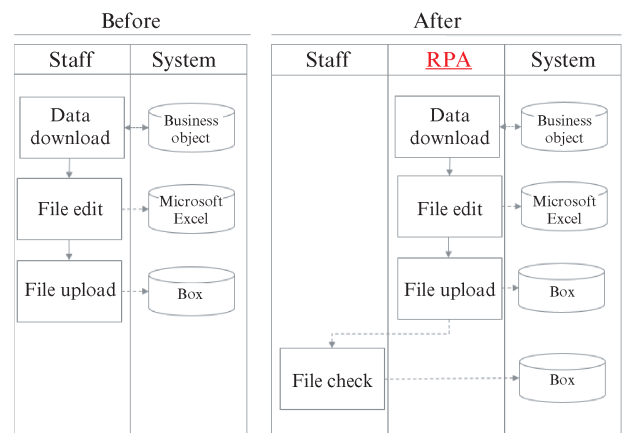 Before
Staff
System
Data
download
Business
object
File edit
Microsoft
Excel
File upload
Box
After
Staff
RPA
System
Data
download
Business
object
File edit
Microsoft
Excel
File upload
Box
File check
Box